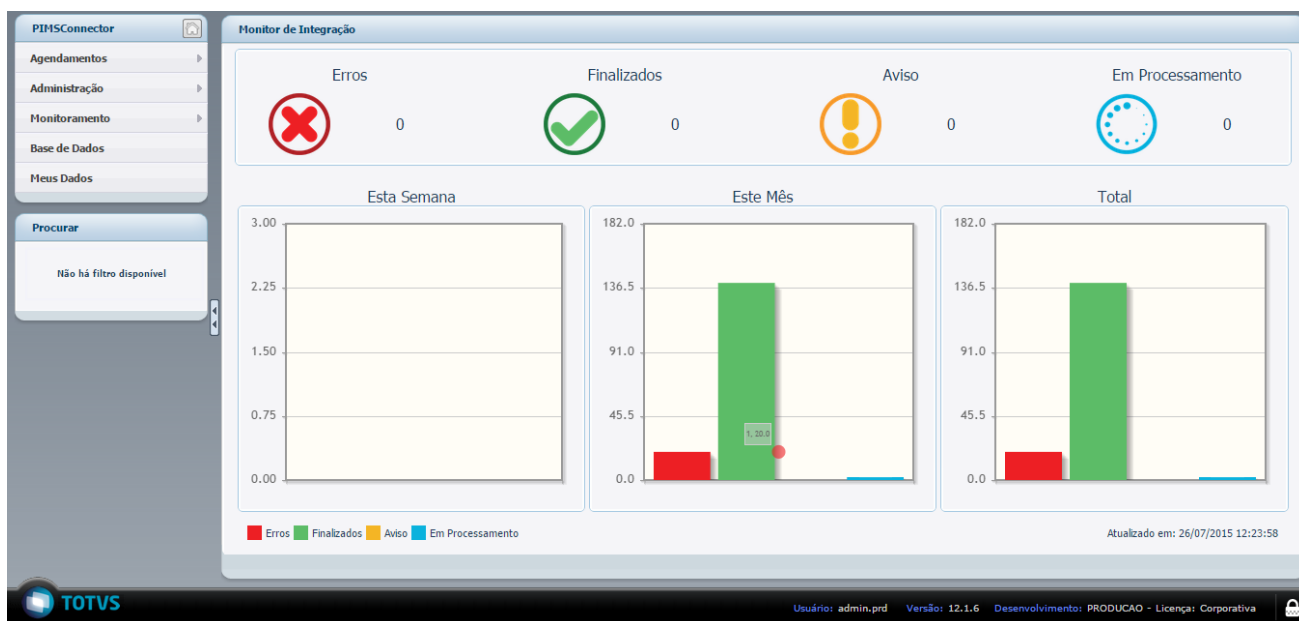 PIMSConnector
Agendamentos
Administração
Monitoramento
Base de Dados
Meus Dados
Procurar
Não há filtro disponível
Monitor de Integração
Erros Finalizados Aviso Em Processamento
0 0 0 0
Esta Semana Este Mês Total
3.00
2.25
1.50
0.75
0.00
182.0
136.5
91.0
45.5
0.0
1, 20.0
182.0
136.5
91.0
45.5
0.0
Erros Finalizados Aviso Em Processamento
Atualizado em: 26/07/2015 12:23:58
TOTVS
Usuário: admin.prd Versão: 12.1.6 Desenvolvimento: PRODUCAO - Licença: Corporativa